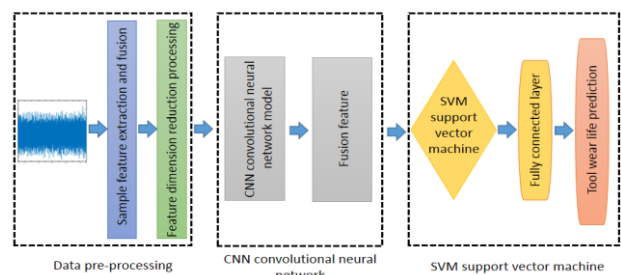 Sample feature extraction and fusion
Feature dimension reduction processing
CNN convolutional neural
network model
Fusion feature
SVM
support
vector
machine
Fully connected layer
Tool wear life prediction
Data pre-processing
CNN convolutional neural
network
SVM support vector machine